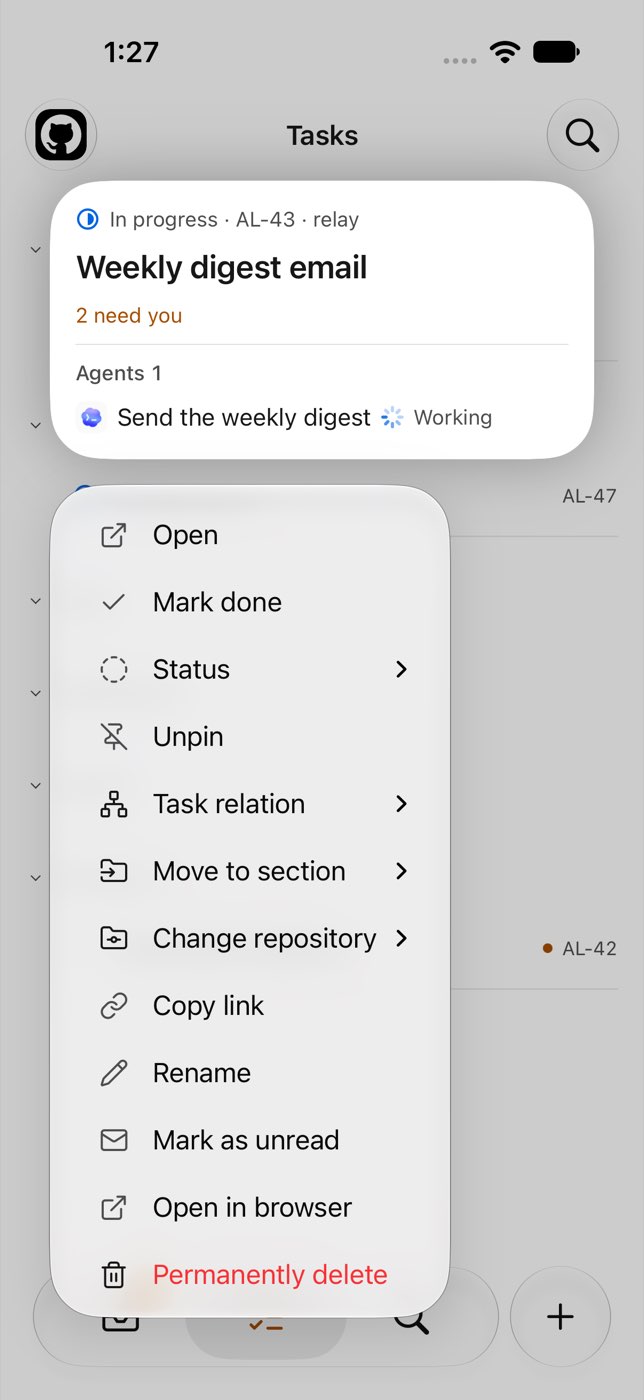 1:27
Tasks
In progress · AL-43 · relay
Weekly digest email
2 need you
Agents 1
Send the weekly digest Working
AL-47
Open
Mark done
Status
Unpin
Task relation
Move to section
Change repository
AL-42
Copy link
Rename
Mark as unread
Open in browser
Permanently delete